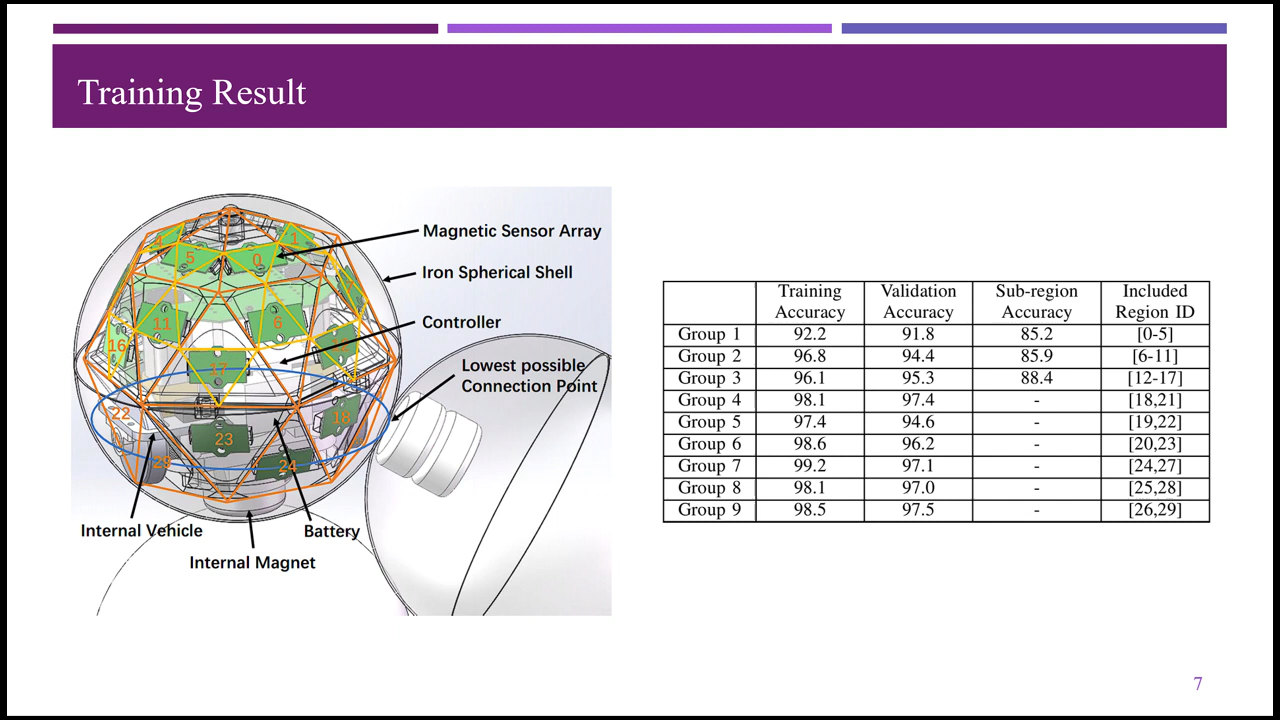 Training Result
Magnetic Sensor Array
Iron Spherical Shell
Controller
Lowest possible
Connection Point
Internal Vehicle
Battery
Internal Magnet
1
5
0
11
6
16
17
22
23
18
29
24
Training Accuracy Validation Accuracy Sub-region Accuracy Included Region ID
Group 1 92.2 91.8 85.2 [0-5]
Group 2 96.8 94.4 85.9 [6-11]
Group 3 96.1 95.3 88.4 [12-17]
Group 4 98.1 97.4 - [18,21]
Group 5 97.4 94.6 - [19,22]
Group 6 98.6 96.2 - [20,23]
Group 7 99.2 97.1 - [24,27]
Group 8 98.1 97.0 - [25,28]
Group 9 98.5 97.5 - [26,29]
7